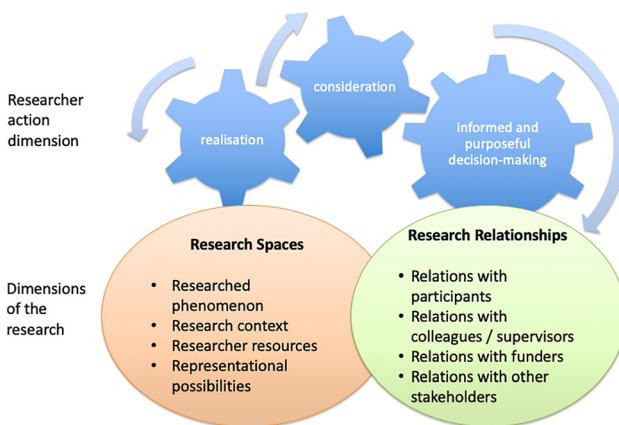 Researcher
action
dimension
realisation
consideration
informed and
purposeful
decision-making
Dimensions
of the
research
Research Spaces
• Researched
phenomenon
• Research context
• Researcher resources
• Representational
possibilities
Research Relationships
• Relations with
participants
• Relations with
colleagues / supervisors
• Relations with funders
• Relations with other
stakeholders